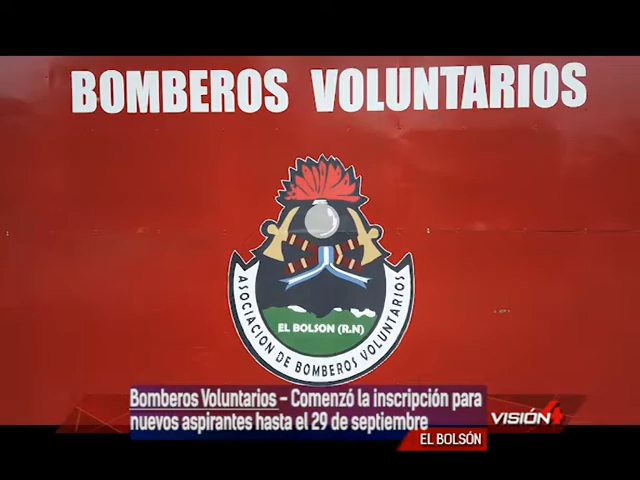 BOMBEROS VOLUNTARIOS
EL BOLSON (R.N)
ASOCIACION DE BOMBEROS VOLUNTARIOS
Bomberos Voluntarios – Comenzó la inscripción para
nuevos aspirantes hasta el 29 de septiembre
VISIÓN 4
EL BOLSÓN